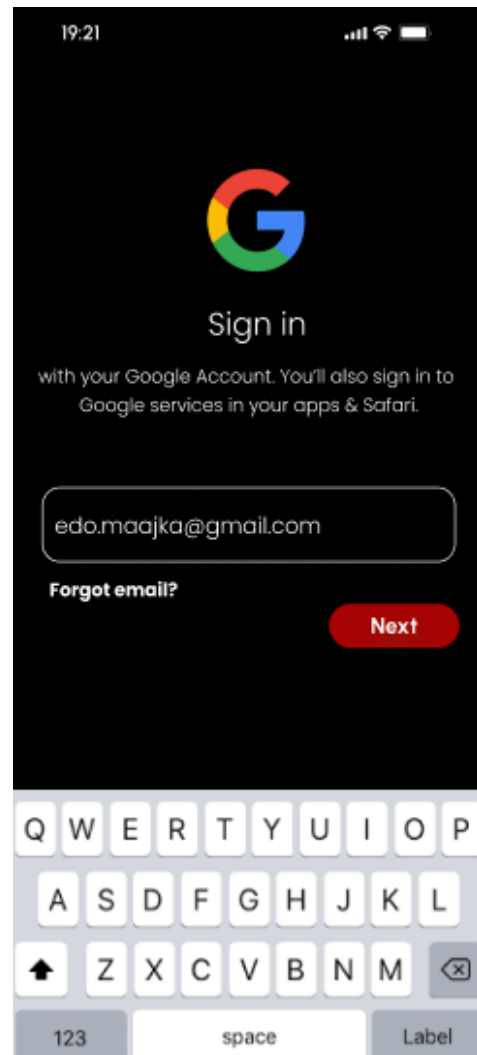 19:21
Sign in
with your Google Account. You'll also sign in to
Google services in your apps & Safari.
edo.maajka@gmail.com
Forgot email?
Next
Q W E R T Y U I O P
A S D F G H J K L
Z X C V B N M
123 space Label